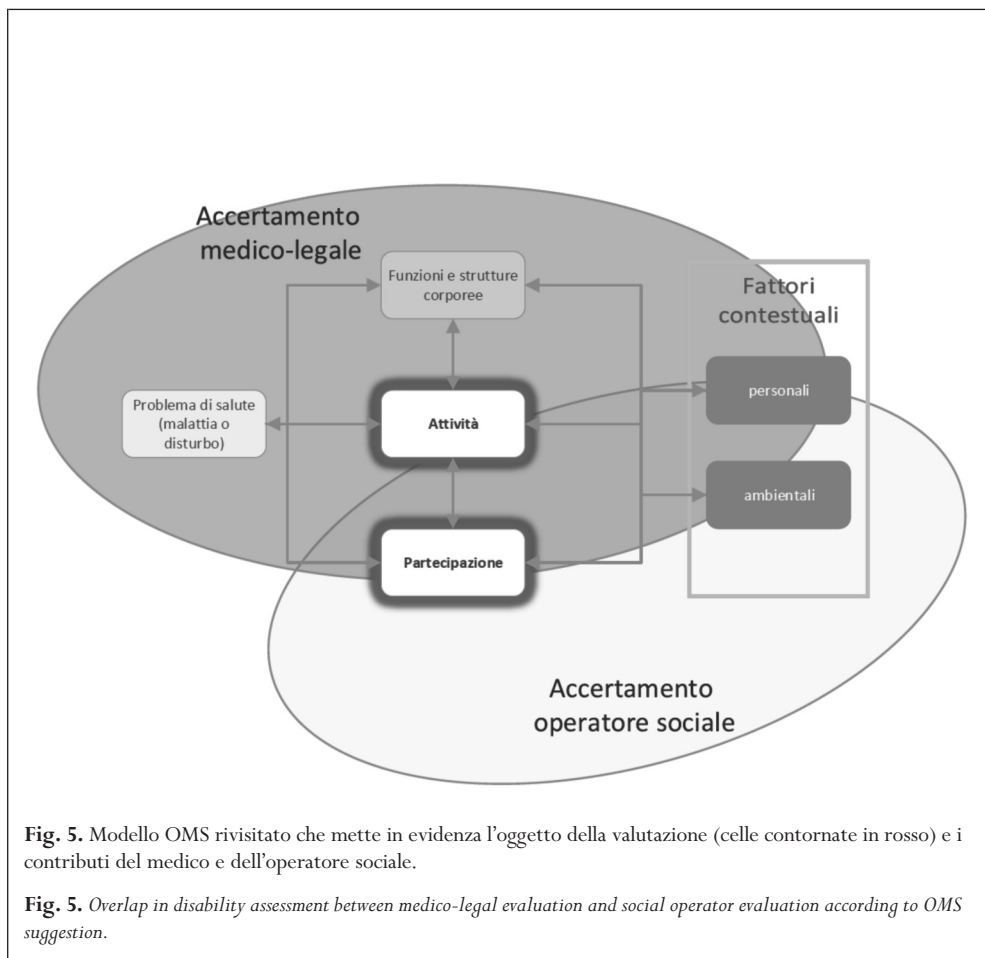 Accertamento
medico-legale
Funzioni e strutture
corporee
Fattori
contestuali
Problema di salute
(malattia o
disturbo)
Attività
personali
ambientali
Partecipazione
Accertamento
operatore sociale
Fig. 5. Modello OMS rivisitato che mette in evidenza l'oggetto della valutazione (celle contornate in rosso) e i
contributi del medico e dell'operatore sociale.
Fig. 5. Overlap in disability assessment between medico-legal evaluation and social operator evaluation according to OMS
suggestion.